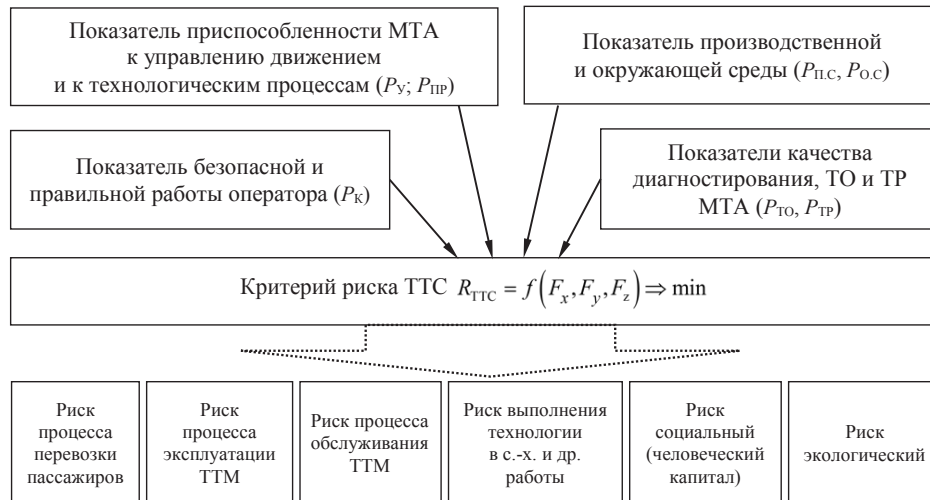 Показатель приспособленности МТА
к управлению движением
и к технологическим процессам (PУ; PПР)
Показатель производственной
и окружающей среды (PП.С, PО.С)
Показатель безопасной и
правильной работы оператора (PК)
Показатели качества
диагностирования, ТО и ТР
МТА (PТО, PТР)
Критерий риска ТТС RТТС = f(Fx, Fy, Fz) ⇒ min
Риск
процесса
перевозки
пассажиров
Риск
процесса
эксплуатации
ТТМ
Риск процесса
обслуживания
ТТМ
Риск выполнения
технологии
в с.-х. и др.
работы
Риск
социальный
(человеческий
капитал)
Риск
экологический